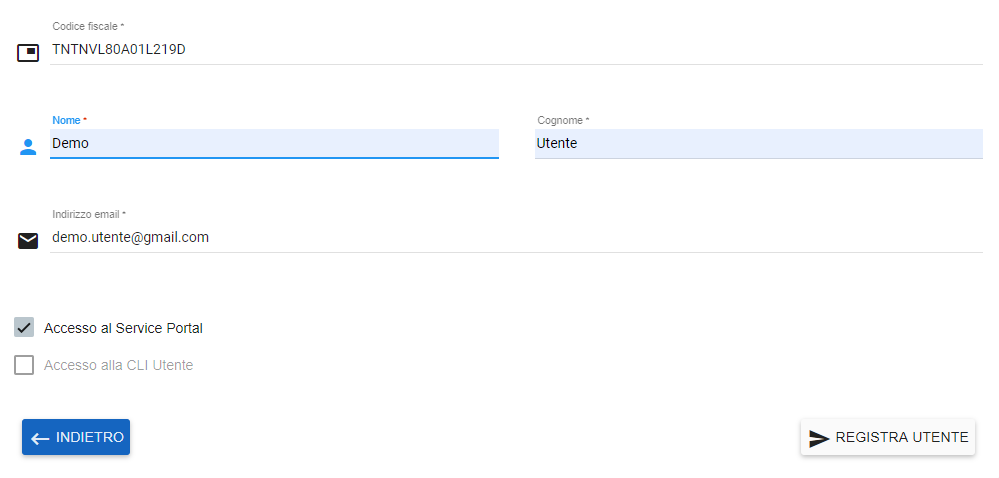 Codice fiscale *
TNTNVL80A01L219D
Nome *
Cognome *
Demo
Utente
Indirizzo email *
demo.utente@gmail.com
Accesso al Service Portal
Accesso alla CLI Utente
INDIETRO
REGISTRA UTENTE